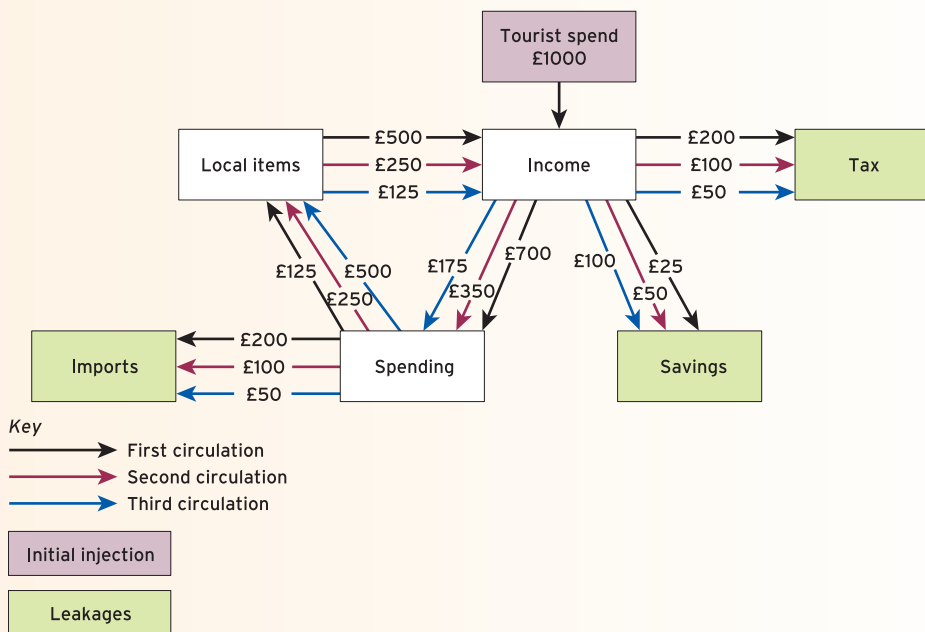 Tourist spend
£1000
£500
£200
Local items
£250
Income
£100
Tax
£125
£50
£125
£500
£250
£175
£350
£700
£100
£25
£50
Imports
£200
£100
£50
Spending
Savings
Key
First circulation
Second circulation
Third circulation
Initial injection
Leakages